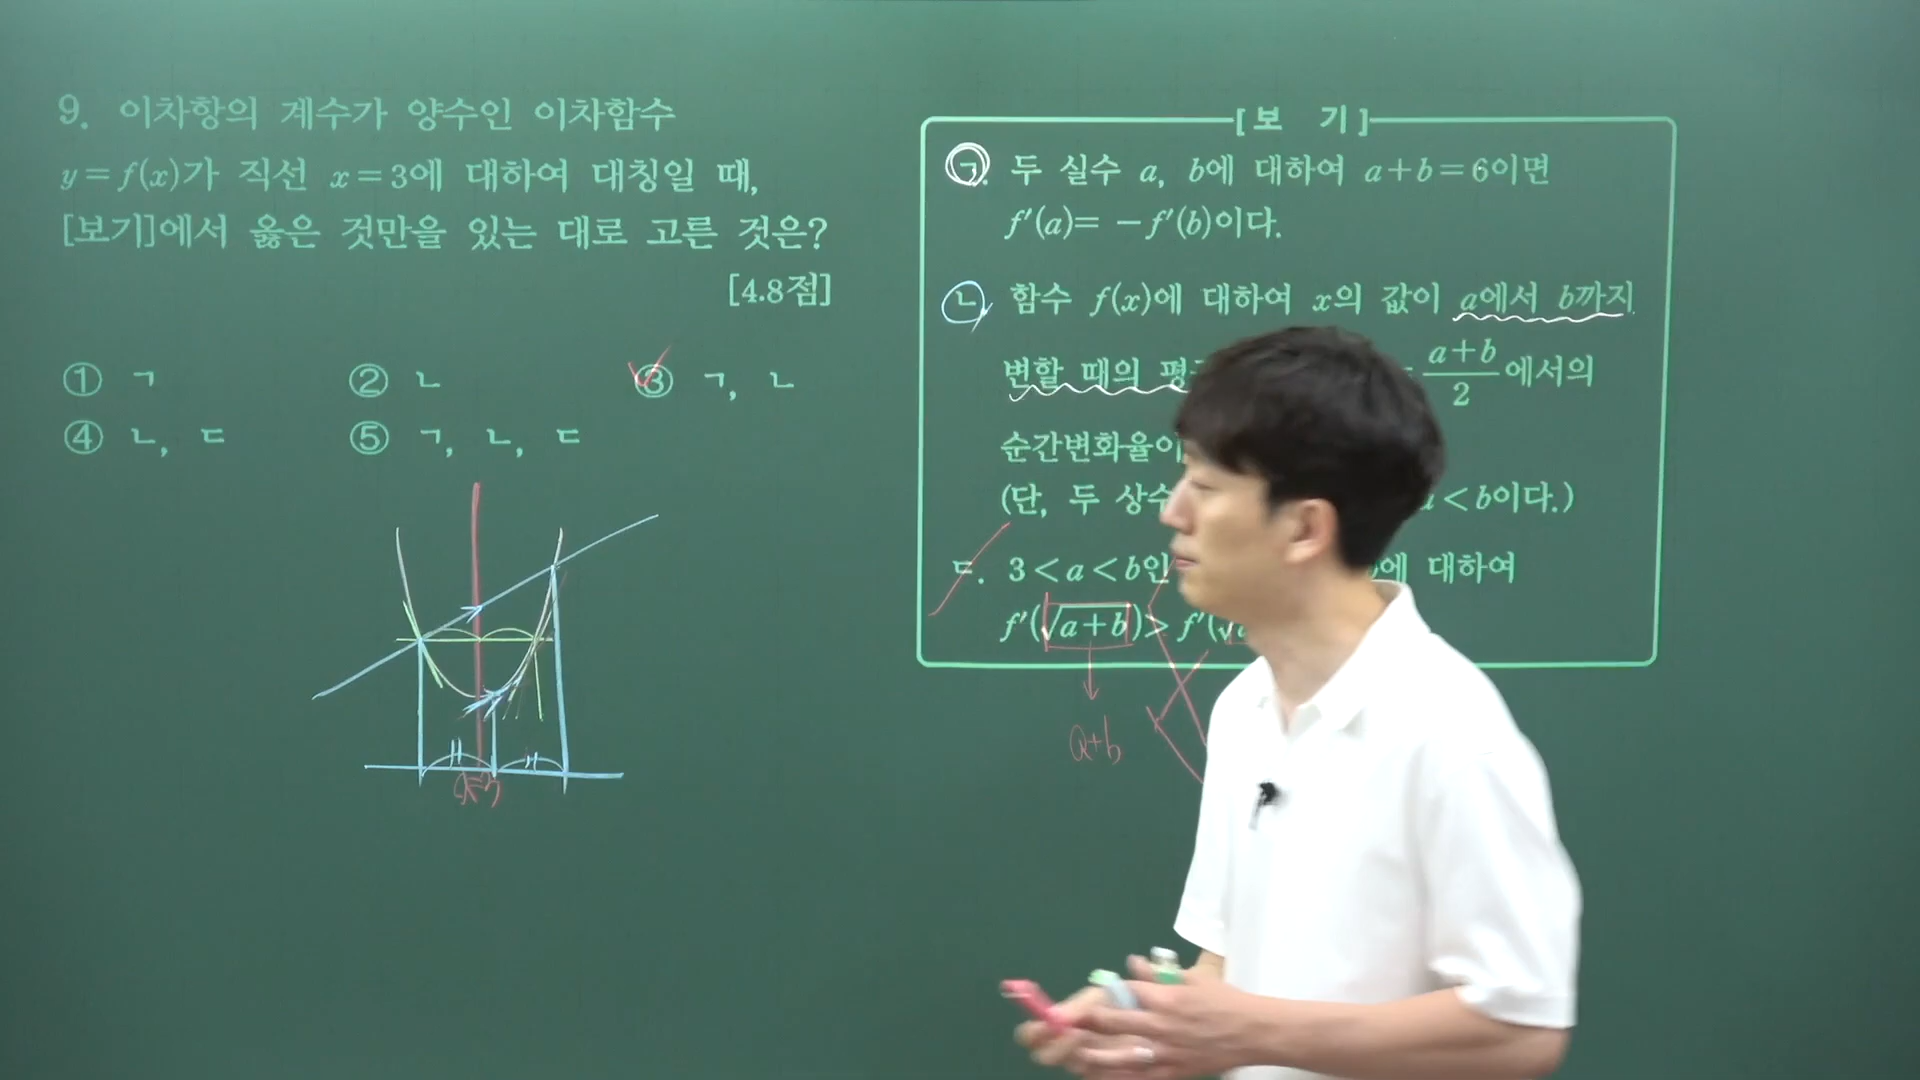 9. 이차항의 계수가 양수인 이차함수
y=f(x)가 직선 x=3에 대하여 대칭일 때,
[보기]에서 옳은 것만을 있는 대로 고른 것은?
[4.8점]
① ㄱ ② ㄴ ③ ㄱ, ㄴ
④ ㄴ, ㄷ ⑤ ㄱ, ㄴ, ㄷ
[보 기]
ㄱ. 두 실수 a, b에 대하여 a+b=6이면
f′(a)= −f′(b)이다.
ㄴ 함수 f(x)에 대하여 x의 값이 a에서 b까지
변할 때의 (a+b)/2에서의
순간변화율이
(단, 두 a<b이다.)
ㄷ. 3<a<b인 에 대하여
f′(√(a+b))> f′(
a+b